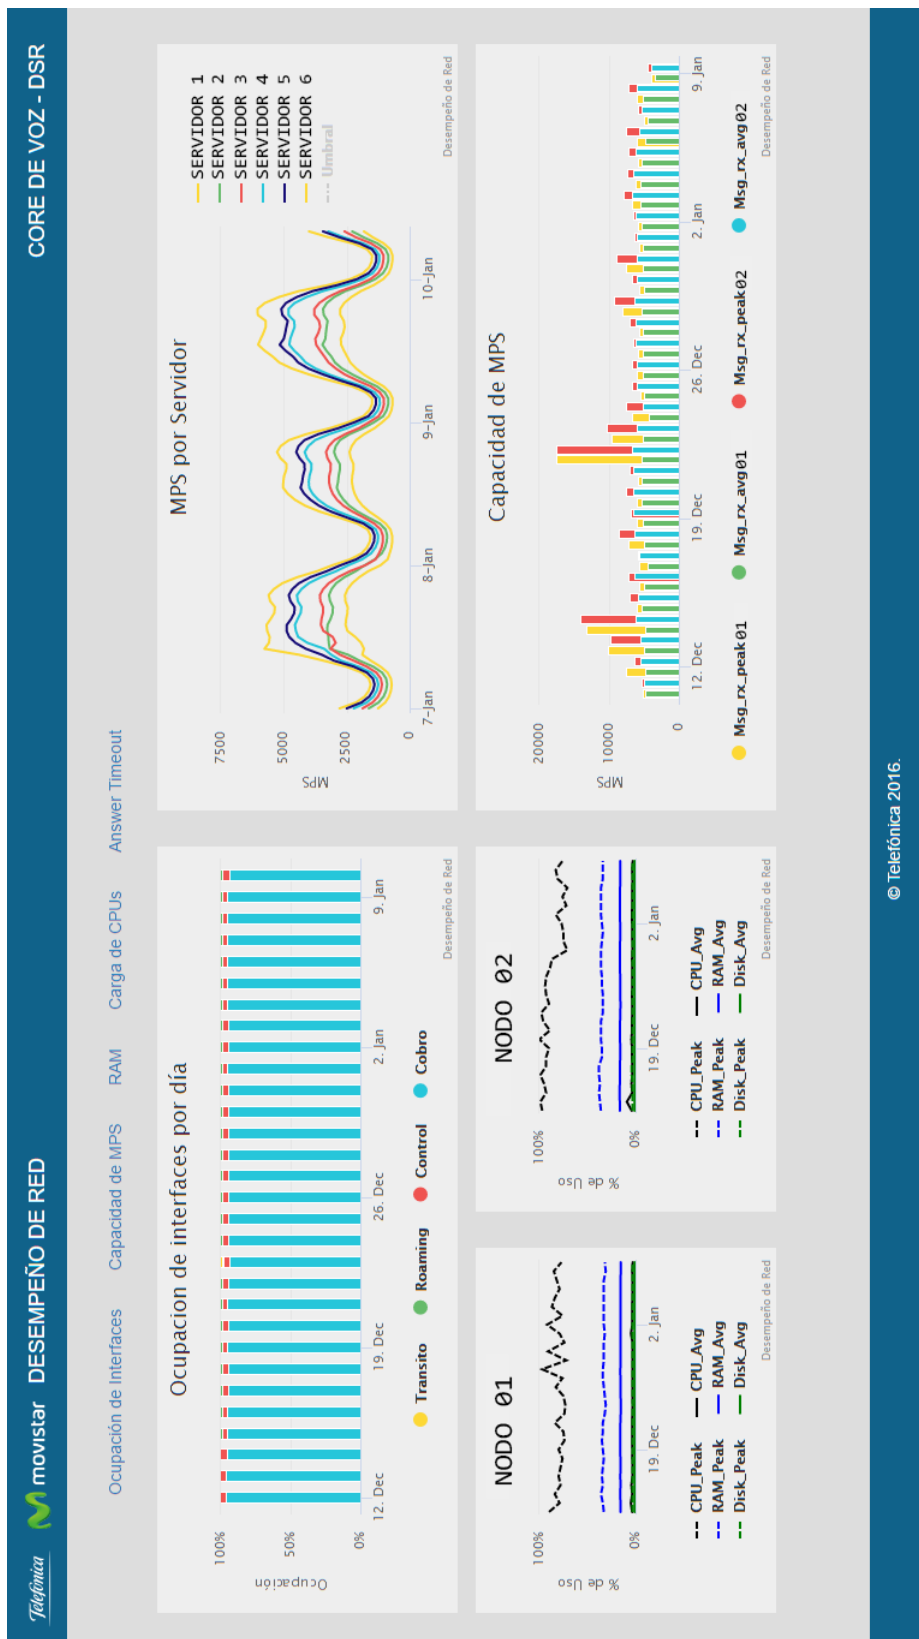 Telefónica movistar DESEMPEÑO DE RED CORE DE VOZ - DSR
Ocupación de Interfaces Capacidad de MPS RAM Carga de CPUs Answer Timeout
Ocupacion de interfaces por día
Ocupación
100%
50%
0%
12. Dec 19. Dec 26. Dec 2. Jan 9. Jan
Transito Roaming Control Cobro
Desempeño de Red
MPS por Servidor
MPS
7500
5000
2500
0
7-Jan 8-Jan 9-Jan 10-Jan
SERVIDOR 1
SERVIDOR 2
SERVIDOR 3
SERVIDOR 4
SERVIDOR 5
SERVIDOR 6
Umbral
Desempeño de Red
NODO 01
% de Uso
100%
0%
19. Dec 2. Jan
CPU_Peak CPU_Avg
RAM_Peak RAM_Avg
Disk_Peak Disk_Avg
Desempeño de Red
NODO 02
% de Uso
100%
0%
19. Dec 2. Jan
CPU_Peak CPU_Avg
RAM_Peak RAM_Avg
Disk_Peak Disk_Avg
Desempeño de Red
Capacidad de MPS
MPS
20000
10000
0
12. Dec 19. Dec 26. Dec 2. Jan 9. Jan
Msg_rx_peak01 Msg_rx_avg01 Msg_rx_peak02 Msg_rx_avg02
Desempeño de Red
© Telefónica 2016.